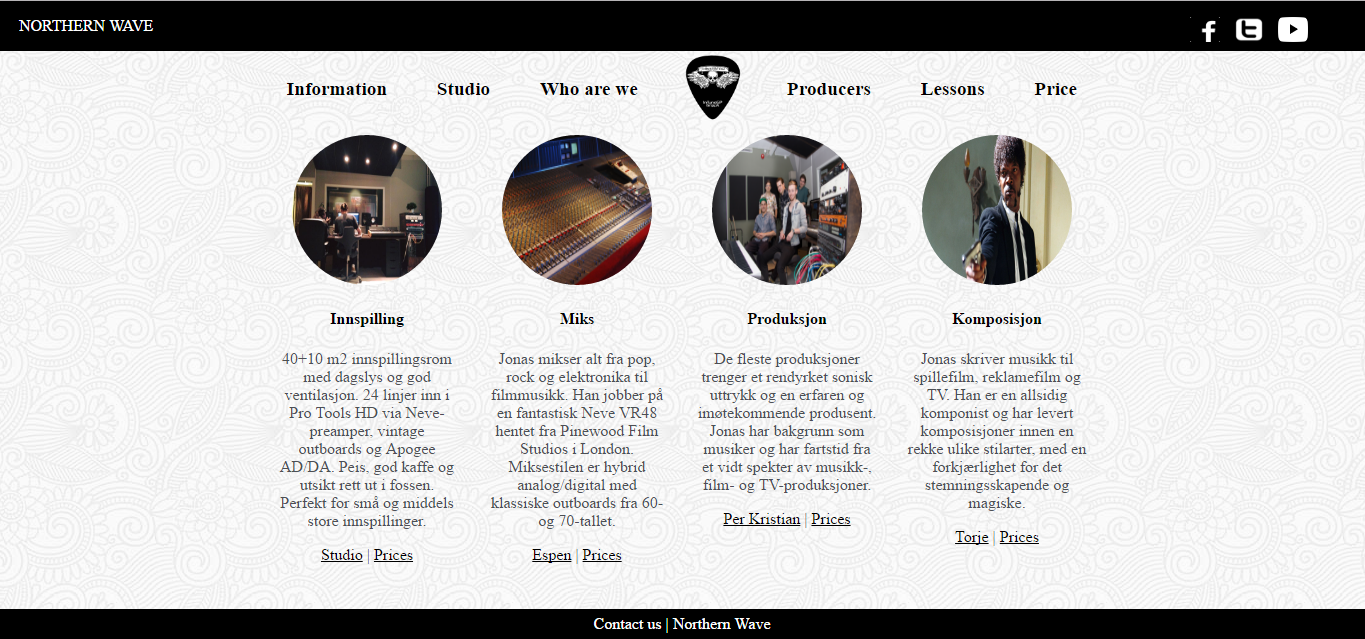 NORTHERN WAVE
Information Studio Who are we Producers Lessons Price
Innspilling
40+10 m2 innspillingsrom
med dagslys og god
ventilasjon. 24 linjer inn i
Pro Tools HD via Neve-
preamper, vintage
outboards og Apogee
AD/DA. Peis, god kaffe og
utsikt rett ut i fossen.
Perfekt for små og middels
store innspillinger.
Studio | Prices
Miks
Jonas mikser alt fra pop,
rock og elektronika til
filmmusikk. Han jobber på
en fantastisk Neve VR48
hentet fra Pinewood Film
Studios i London.
Miksestilen er hybrid
analog/digital med
klassiske outboards fra 60-
og 70-tallet.
Espen | Prices
Produksjon
De fleste produksjoner
trenger et rendyrket sonisk
uttrykk og en erfaren og
imøtekommende produsent.
Jonas har bakgrunn som
musiker og har fartstid fra
et vidt spekter av musikk-,
film- og TV-produksjoner.
Per Kristian | Prices
Komposisjon
Jonas skriver musikk til
spillefilm, reklamefilm og
TV. Han er en allsidig
komponist og har levert
komposisjoner innen en
rekke ulike stilarter, med en
forkjærlighet for det
stemningsskapende og
magiske.
Torje | Prices
Contact us | Northern Wave